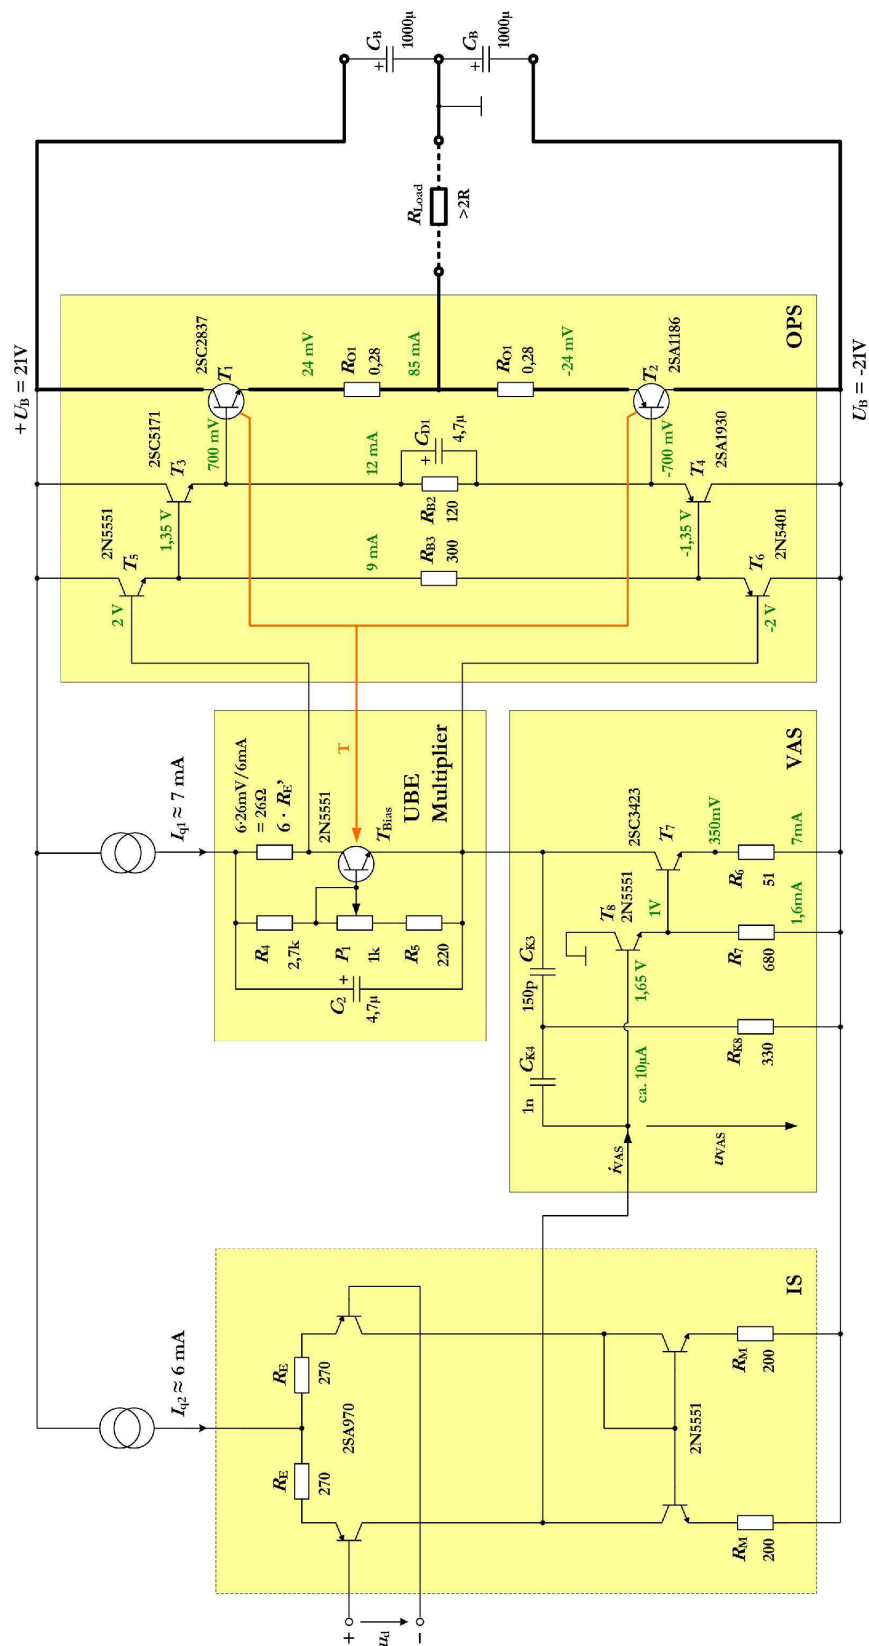 + U_B = 21V
I_q2 ≈ 6 mA
I_q1 ≈ 7 mA
R_E
270
R_E
270
2SA970
+
u_d
−
2N5551
R_M
200
R_M
200
IS
6·26mV/6mA
= 26Ω
6 · R_E’
2N5551
T_Bias
R_4
2,7k
P_1
1k
R_5
220
C_2
+
4,7µ
T
UBE
Multiplier
i_VAS
u_VAS
1n
C_K4
150p
C_K3
ca. 10µA
R_K8
330
T_8
2N5551
1,65 V
1V
R_7
680
1,6mA
2SC3423
T_7
350mV
R_6
51
7mA
VAS
2N5551
T_5
2 V
2SC5171
T_3
1,35 V
2SC2837
T_1
700 mV
24 mV
R_O1
0,28
85 mA
12 mA
C_D1
+
4,7µ
R_B2
120
9 mA
R_B3
300
R_O1
0,28
-24 mV
-700 mV
T_2
2SA1186
T_4
-1,35 V
2SA1930
T_6
-2 V
2N5401
OPS
R_Load
>2R
C_B
+
1000µ
C_B
+
1000µ
U_B = -21V